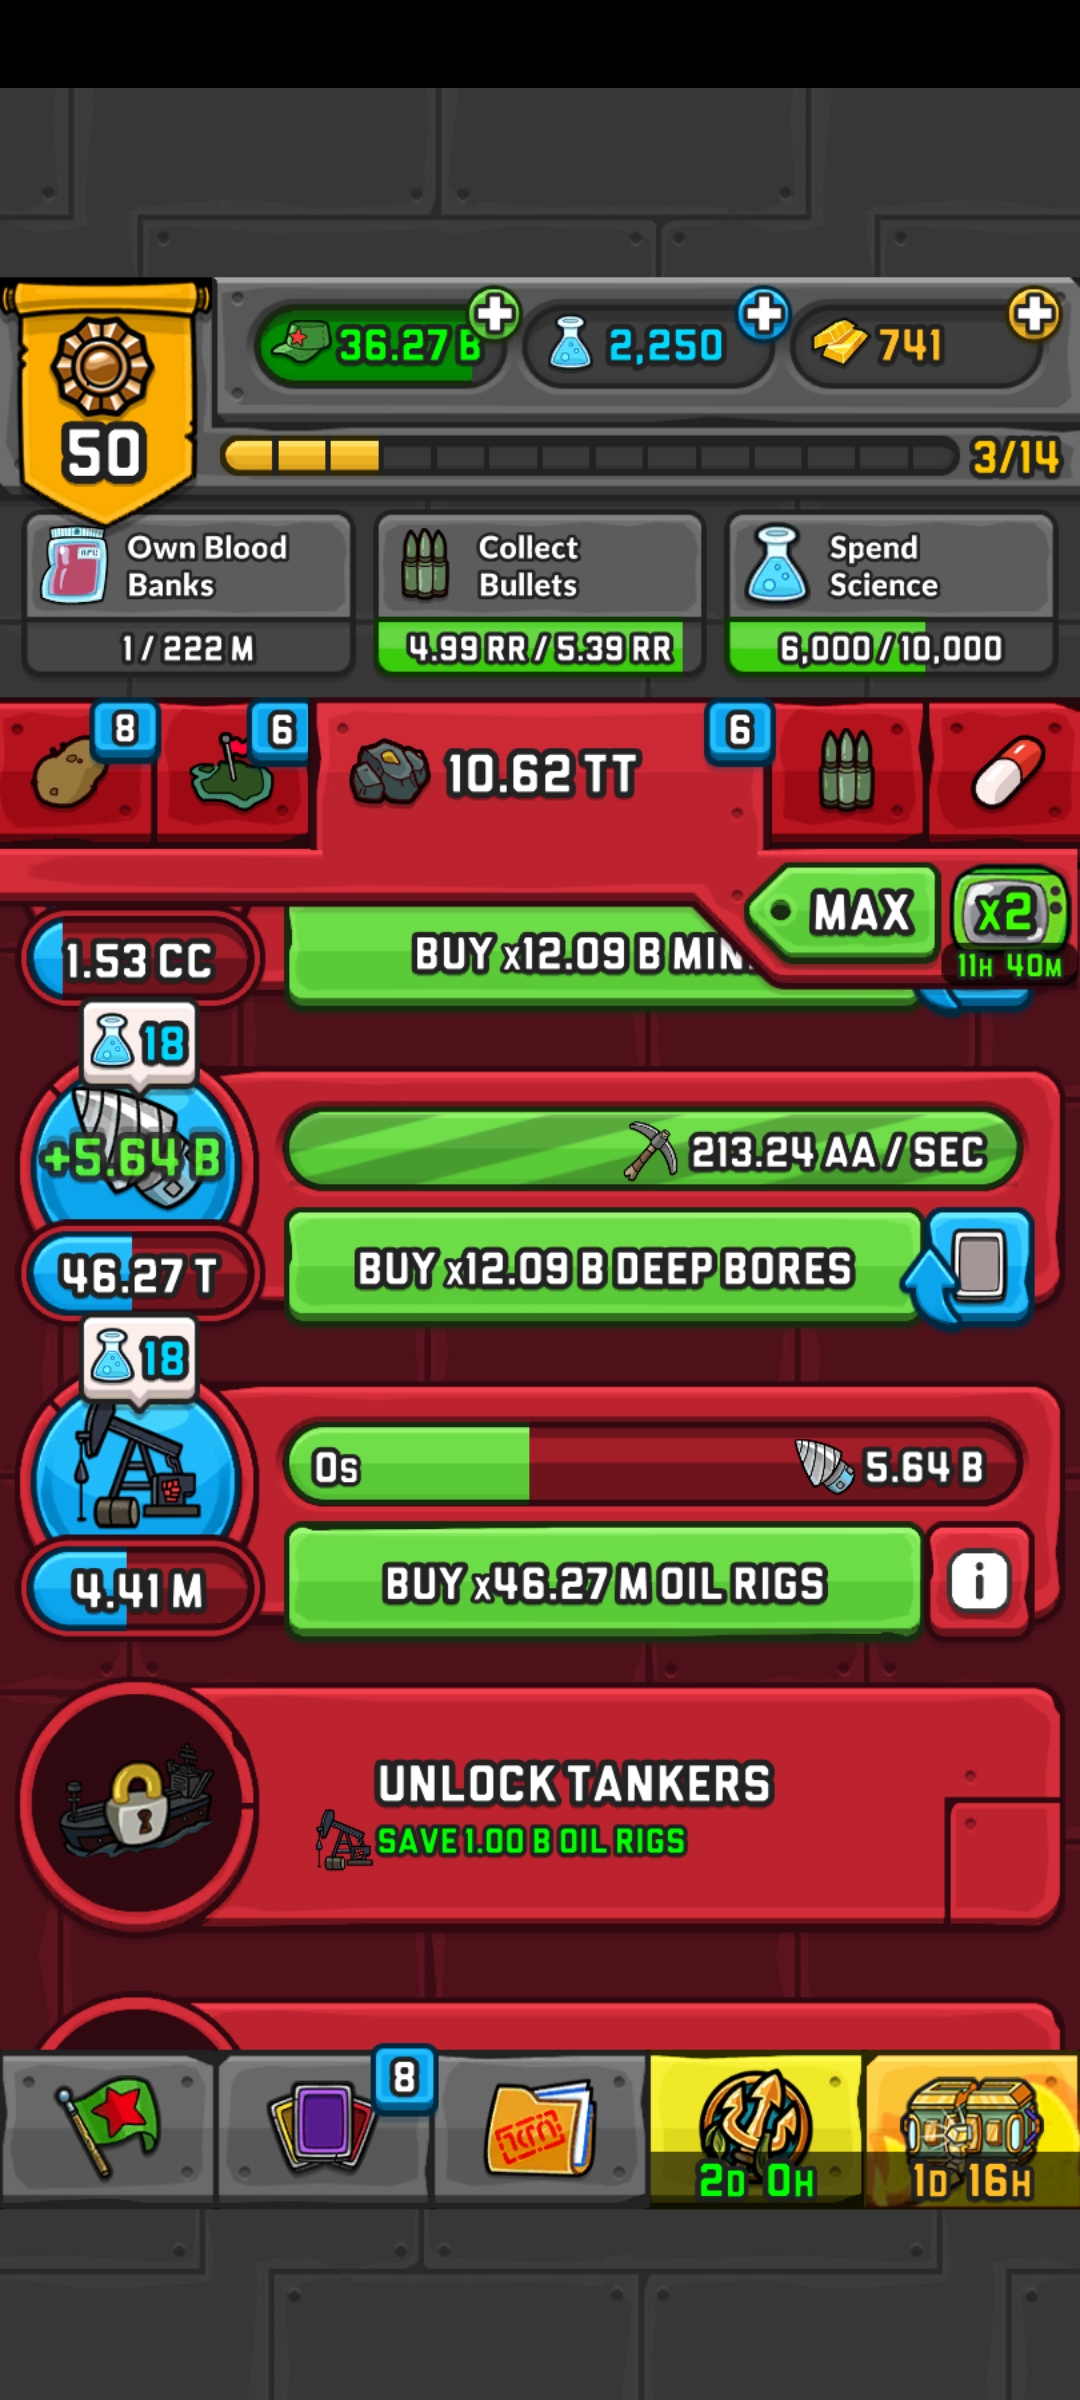 36.27 B
2,250
741
50
3/14
Own Blood
Banks
Collect
Bullets
Spend
Science
1 / 222 M
4.99 RR / 5.39 RR
6,000 / 10,000
8
6
10.62 TT
6
MAX
x2
11H 40M
1.53 CC
BUY x12.09 B MIN
18
+5.64 B
213.24 AA / SEC
46.27 T
BUY x12.09 B DEEP BORES
18
0s
5.64 B
4.41 M
BUY x46.27 M OIL RIGS
i
UNLOCK TANKERS
SAVE 1.00 B OIL RIGS
8
2D 0H
1D 16H